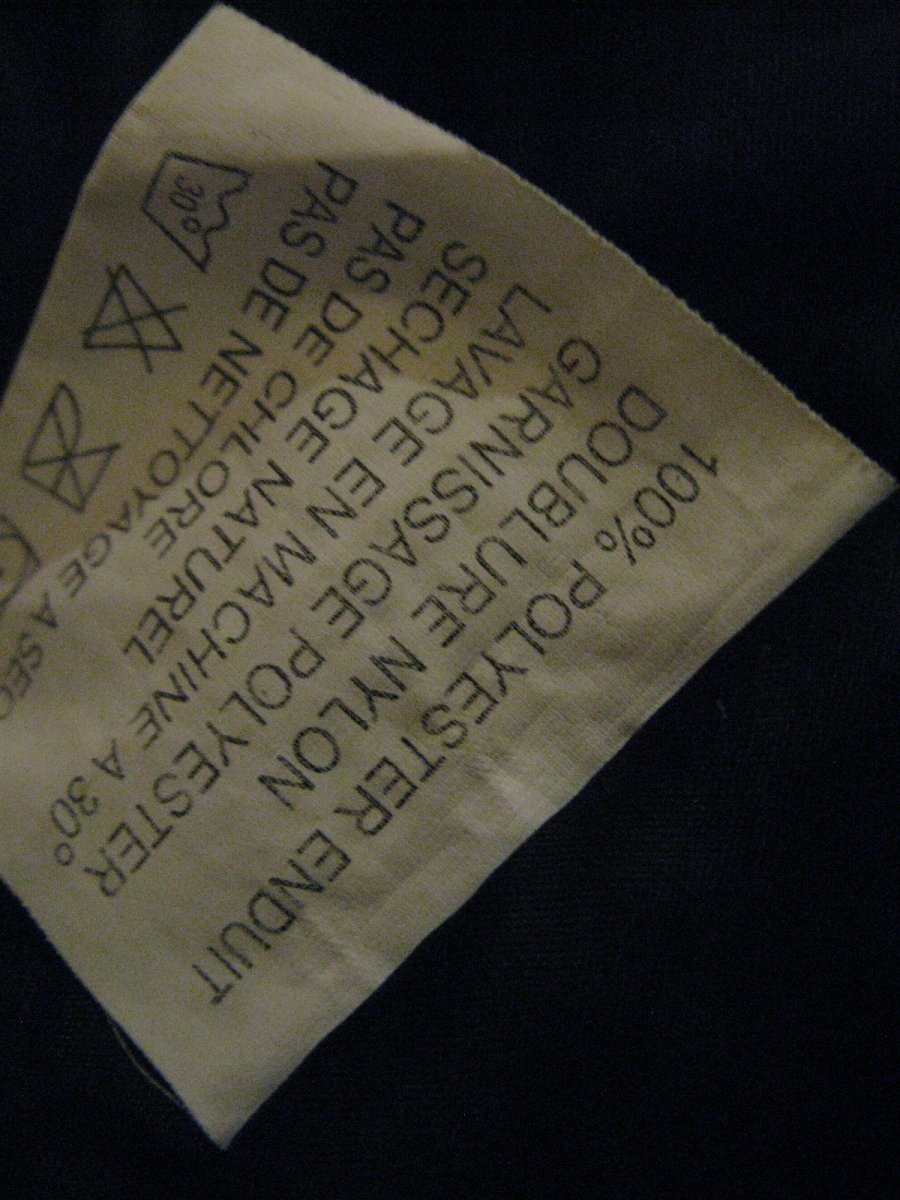 100% POLYESTER ENDUIT
DOUBLURE NYLON
GARNISSAGE POLYESTER
LAVAGE EN MACHINE A 30°
SECHAGE NATUREL
PAS DE CHLORE
PAS DE NETTOYAGE A SEC
30°